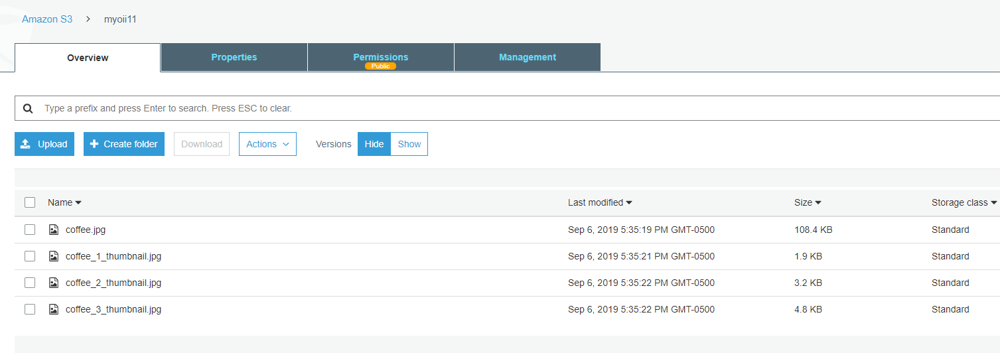 Amazon S3 > myoii11
Overview Properties Permissions Management
Public
Type a prefix and press Enter to search. Press ESC to clear.
Upload Create folder Download Actions Versions Hide Show
Name Last modified Size Storage class
coffee.jpg Sep 6, 2019 5:35:19 PM GMT-0500 108.4 KB Standard
coffee_1_thumbnail.jpg Sep 6, 2019 5:35:21 PM GMT-0500 1.9 KB Standard
coffee_2_thumbnail.jpg Sep 6, 2019 5:35:22 PM GMT-0500 3.2 KB Standard
coffee_3_thumbnail.jpg Sep 6, 2019 5:35:22 PM GMT-0500 4.8 KB Standard